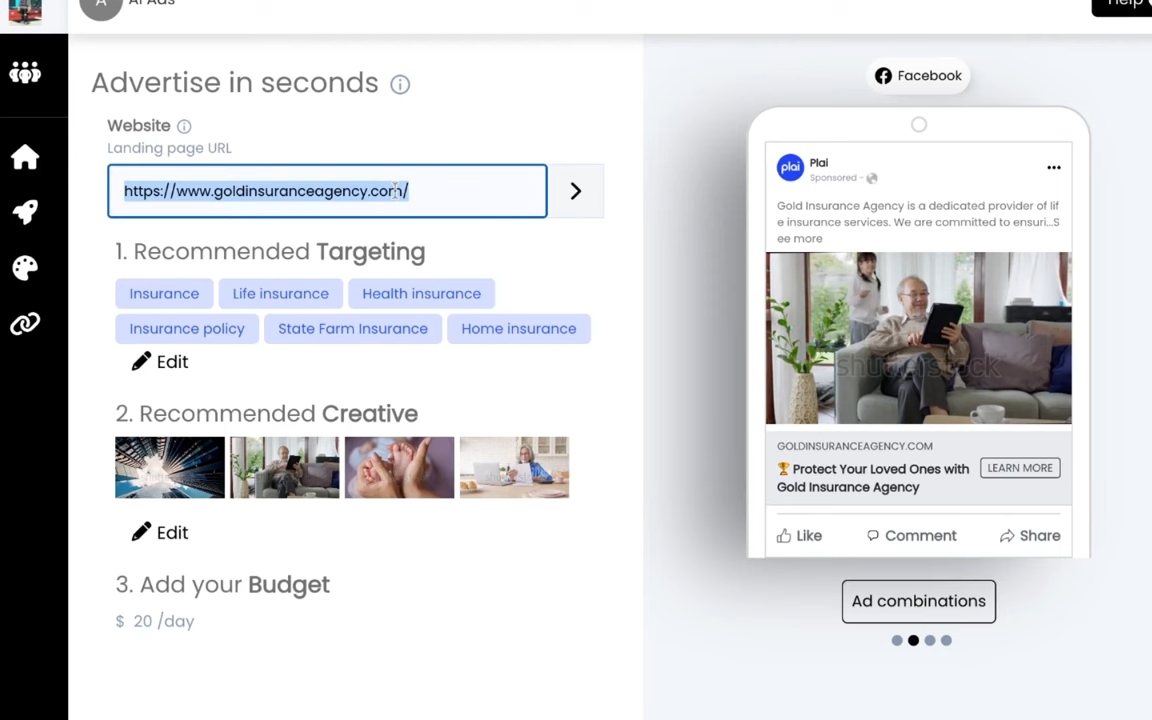 A
AI Ads
Help
Advertise in seconds
Website
Landing page URL
https://www.goldinsuranceagency.com/
1. Recommended Targeting
Insurance
Life insurance
Health insurance
Insurance policy
State Farm Insurance
Home insurance
Edit
2. Recommended Creative
Edit
3. Add your Budget
$ 20 /day
Facebook
plai
Plai
Sponsored -
Gold Insurance Agency is a dedicated provider of lif
e insurance services. We are committed to ensuri...S
ee more
shutterstock
GOLDINSURANCEAGENCY.COM
🏆Protect Your Loved Ones with
Gold Insurance Agency
LEARN MORE
Like
Comment
Share
Ad combinations